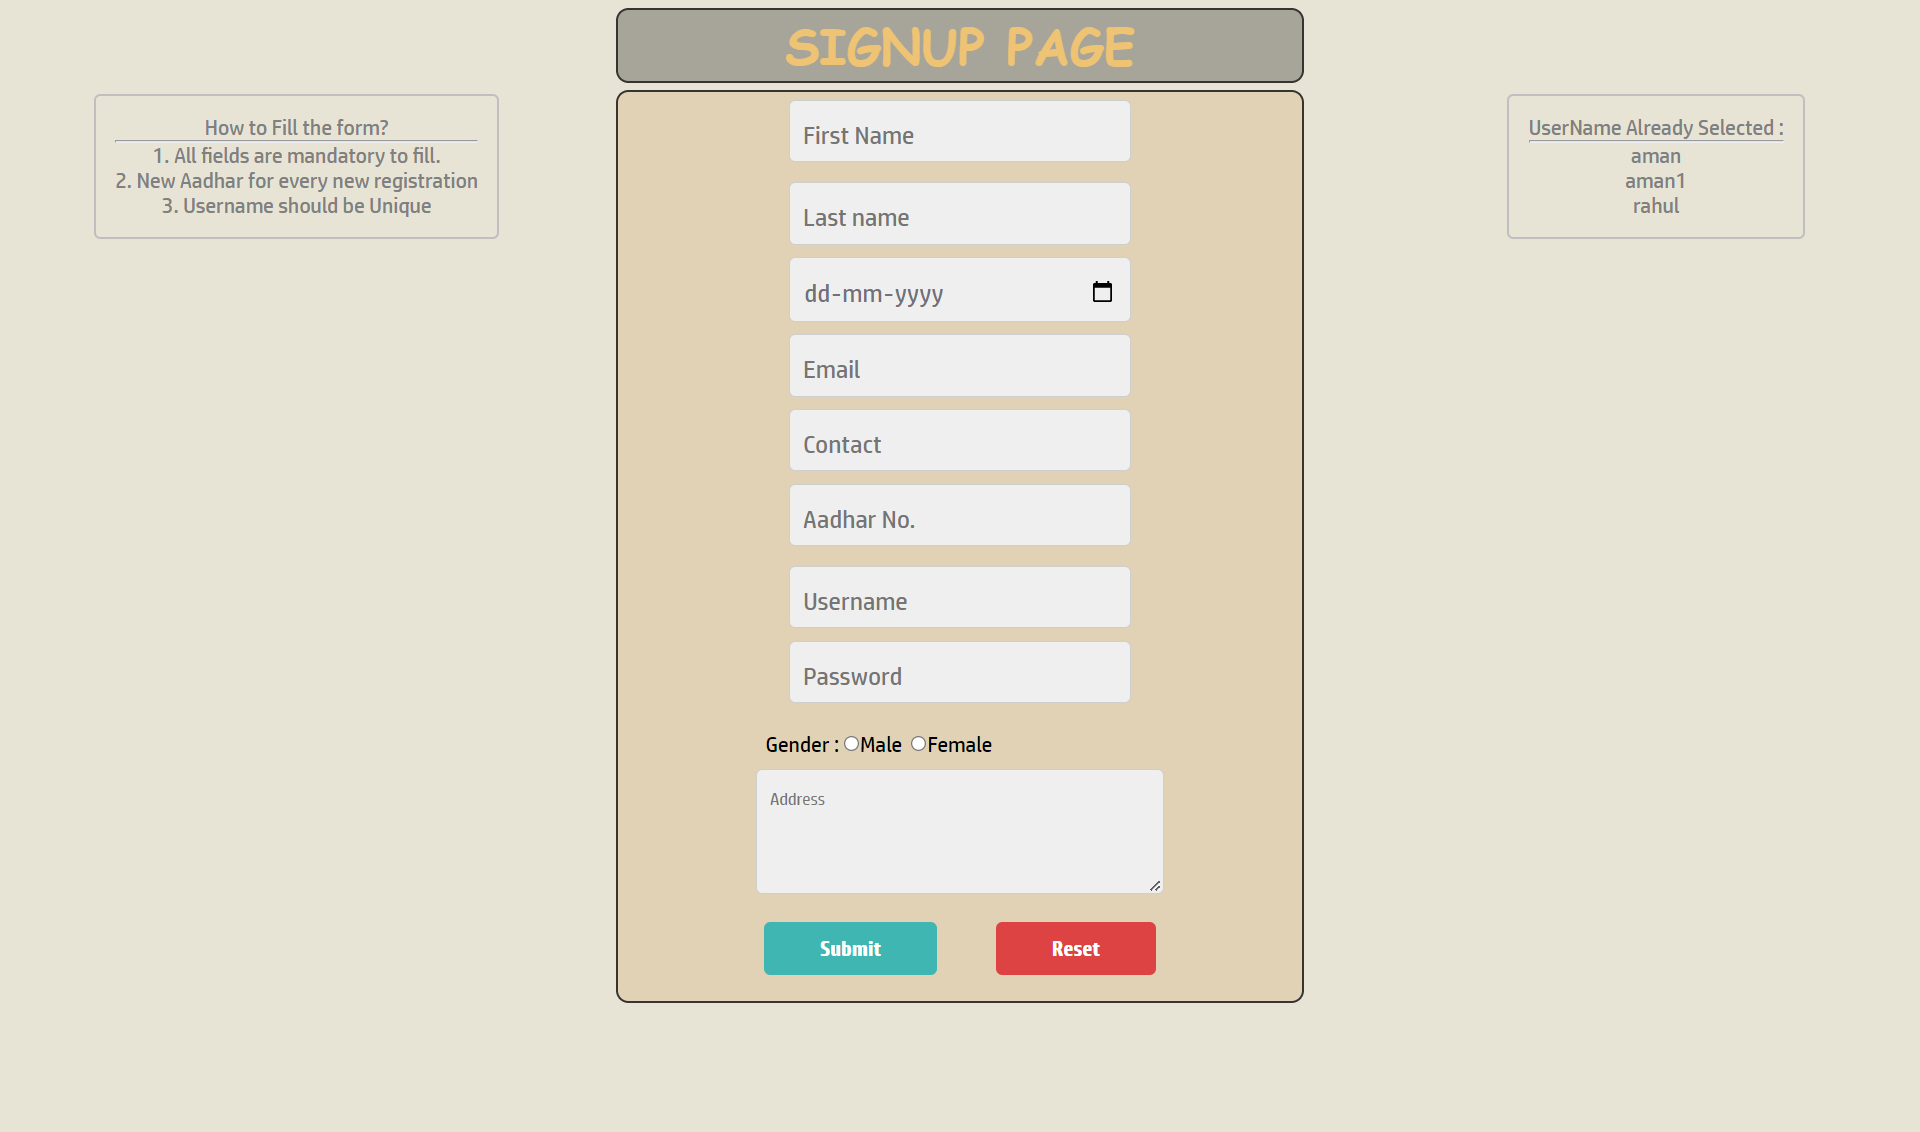 SIGNUP PAGE
How to Fill the form?
1. All fields are mandatory to fill.
2. New Aadhar for every new registration
3. Username should be Unique
First Name
Last name
dd-mm-yyyy
Email
Contact
Aadhar No.
Username
Password
Gender : Male Female
Address
Submit Reset
UserName Already Selected :
aman
aman1
rahul